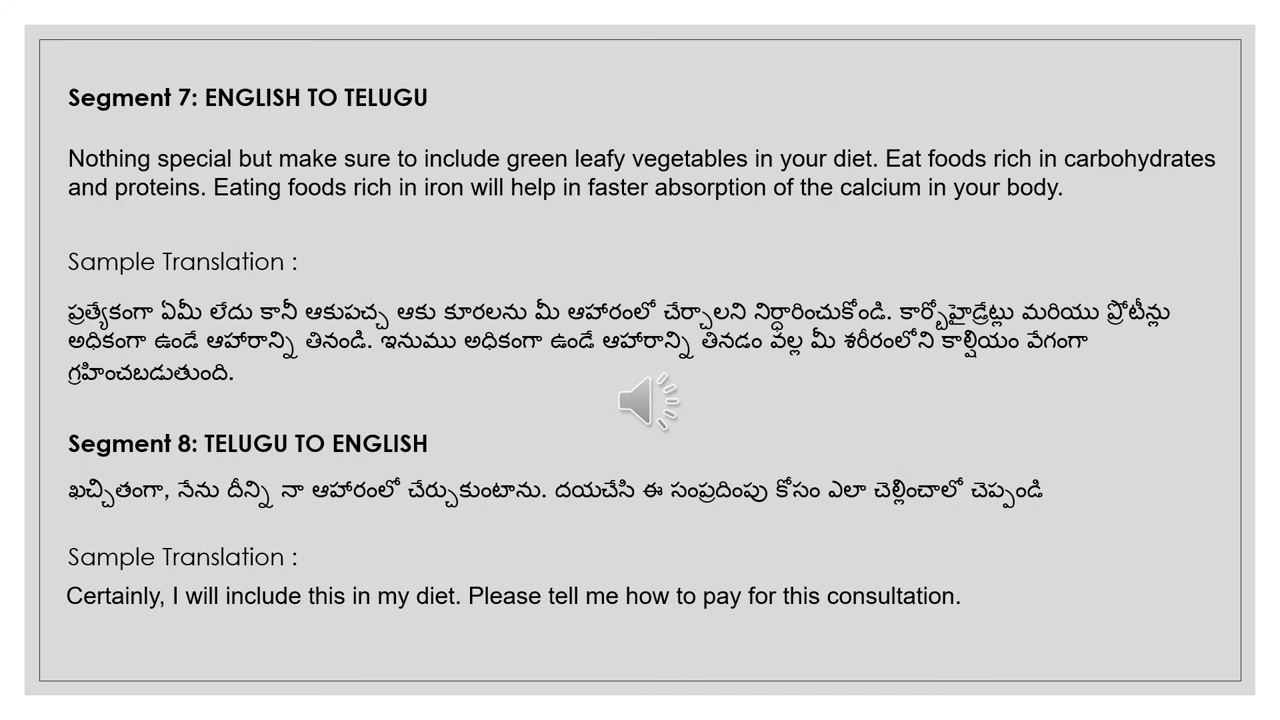 Segment 7: ENGLISH TO TELUGU
Nothing special but make sure to include green leafy vegetables in your diet. Eat foods rich in carbohydrates
and proteins. Eating foods rich in iron will help in faster absorption of the calcium in your body.
Sample Translation :
ప్రత్యేకంగా ఏమీ లేదు కానీ ఆకుపచ్చ ఆకు కూరలను మీ ఆహారంలో చేర్చాలని నిర్ధారించుకోండి. కార్బోహైడ్రేట్లు మరియు ప్రోటీన్లు
అధికంగా ఉండే ఆహారాన్ని తినండి. ఇనుము అధికంగా ఉండే ఆహారాన్ని తినడం వల్ల మీ శరీరంలోని కాల్షియం వేగంగా
గ్రహించబడుతుంది.
Segment 8: TELUGU TO ENGLISH
ఖచ్చితంగా, నేను దీన్ని నా ఆహారంలో చేర్చుకుంటాను. దయచేసి ఈ సంప్రదింపు కోసం ఎలా చెల్లించాలో చెప్పండి
Sample Translation :
Certainly, I will include this in my diet. Please tell me how to pay for this consultation.